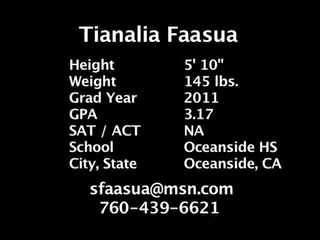 Tianalia Faasua
Height 5' 10"
Weight 145 lbs.
Grad Year 2011
GPA 3.17
SAT / ACT NA
School Oceanside HS
City, State Oceanside, CA
sfaasua@msn.com
760-439-6621